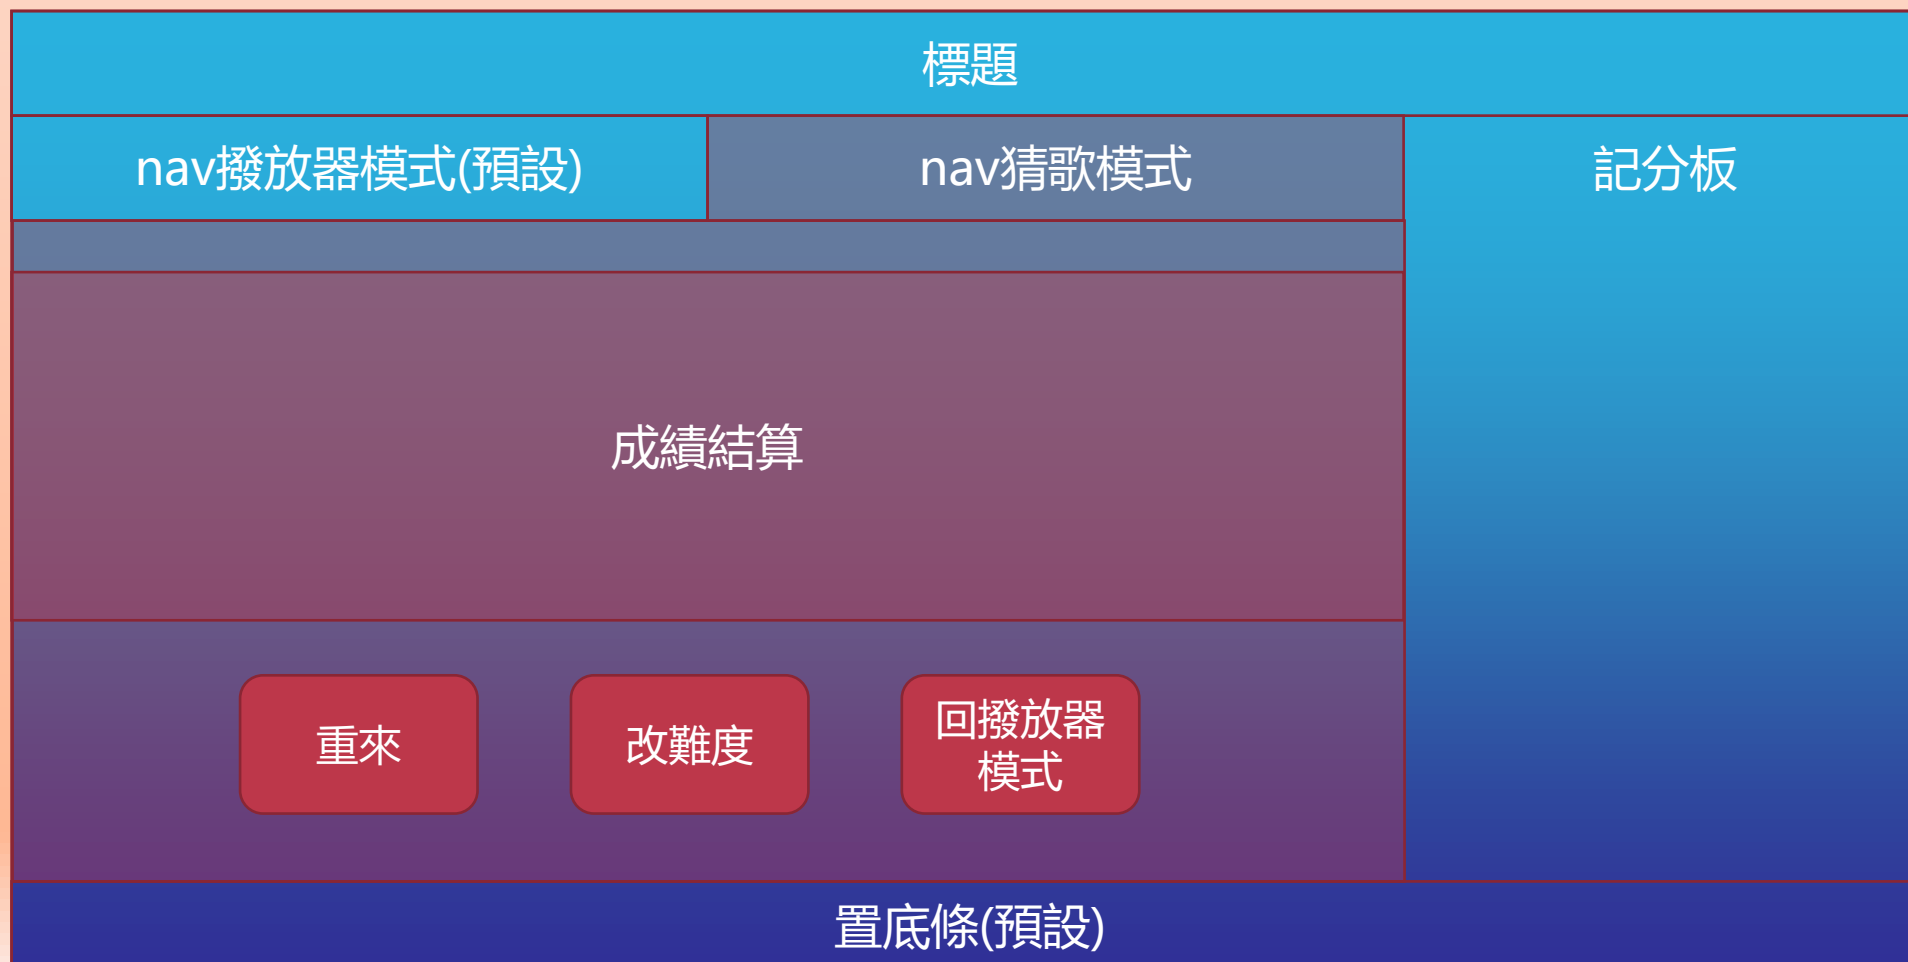 標題
nav撥放器模式(預設)
nav猜歌模式
記分板
成績結算
重來
改難度
回撥放器
模式
置底條(預設)